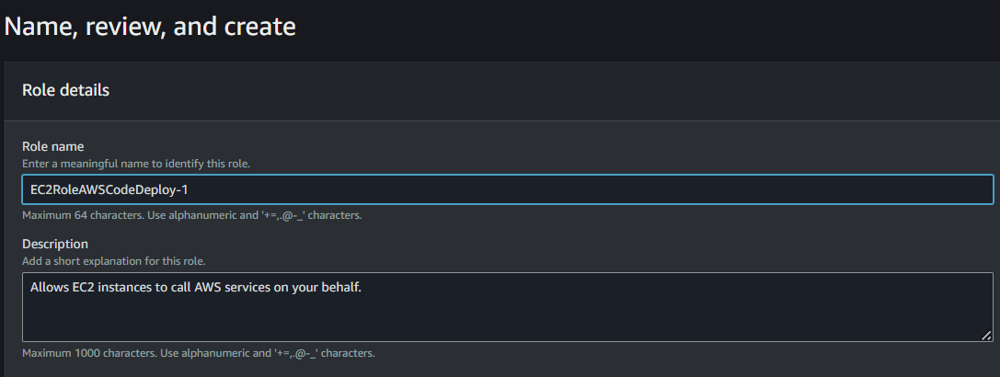 Name, review, and create
Role details
Role name
Enter a meaningful name to identify this role.
EC2RoleAWSCodeDeploy-1
Maximum 64 characters. Use alphanumeric and '+=,.@-_' characters.
Description
Add a short explanation for this role.
Allows EC2 instances to call AWS services on your behalf.
Maximum 1000 characters. Use alphanumeric and '+=,.@-_' characters.